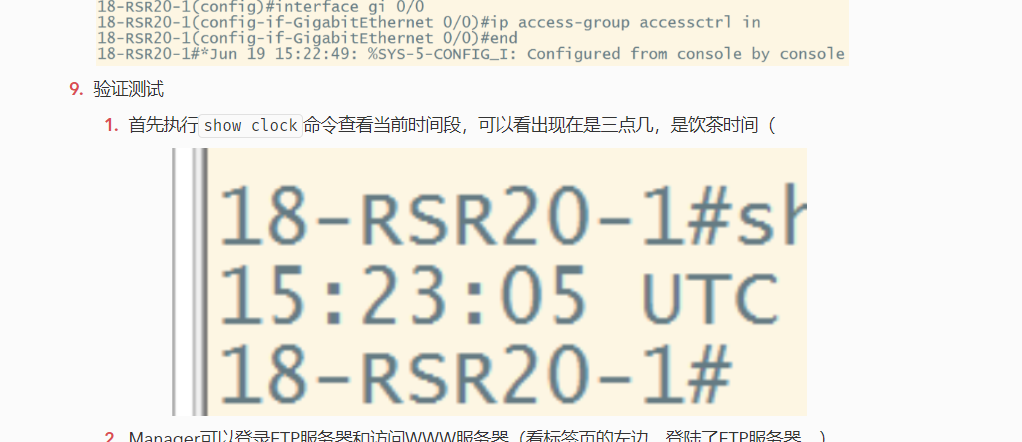 18-RSR20-1(config)#interface gi 0/0
18-RSR20-1(config-if-GigabitEthernet 0/0)#ip access-group accessctrl in
18-RSR20-1(config-if-GigabitEthernet 0/0)#end
18-RSR20-1#*Jun 19 15:22:49: %SYS-5-CONFIG_I: Configured from console by console
9. 验证测试
1. 首先执行show clock命令查看当前时间段，可以看出现在是三点几，是饮茶时间（
18-RSR20-1#sh
15:23:05 UTC
18-RSR20-1#
2. Manager可以登录FTP服务器和访问WWW服务器（看标签页的左边，登陆了FTP服务器。）